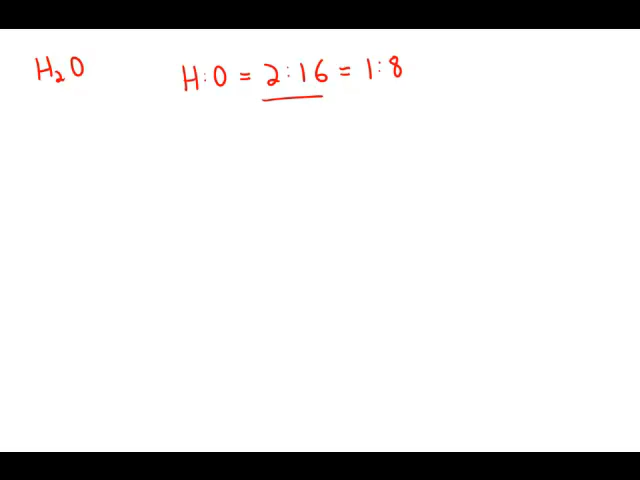 H₂O H:O = 2:16 = 1:8